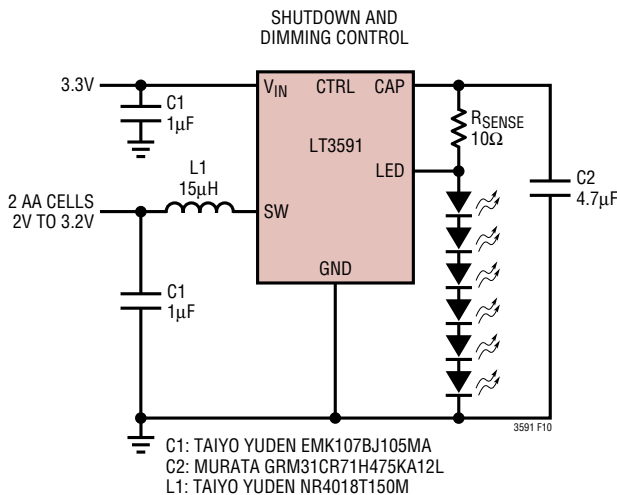 SHUTDOWN AND
DIMMING CONTROL
3.3V
VIN CTRL CAP
C1
1µF
RSENSE
10Ω
LT3591
LED
L1
15µH
C2
4.7µF
2 AA CELLS
2V TO 3.2V
SW
GND
C1
1µF
3591 F10
C1: TAIYO YUDEN EMK107BJ105MA
C2: MURATA GRM31CR71H475KA12L
L1: TAIYO YUDEN NR4018T150M